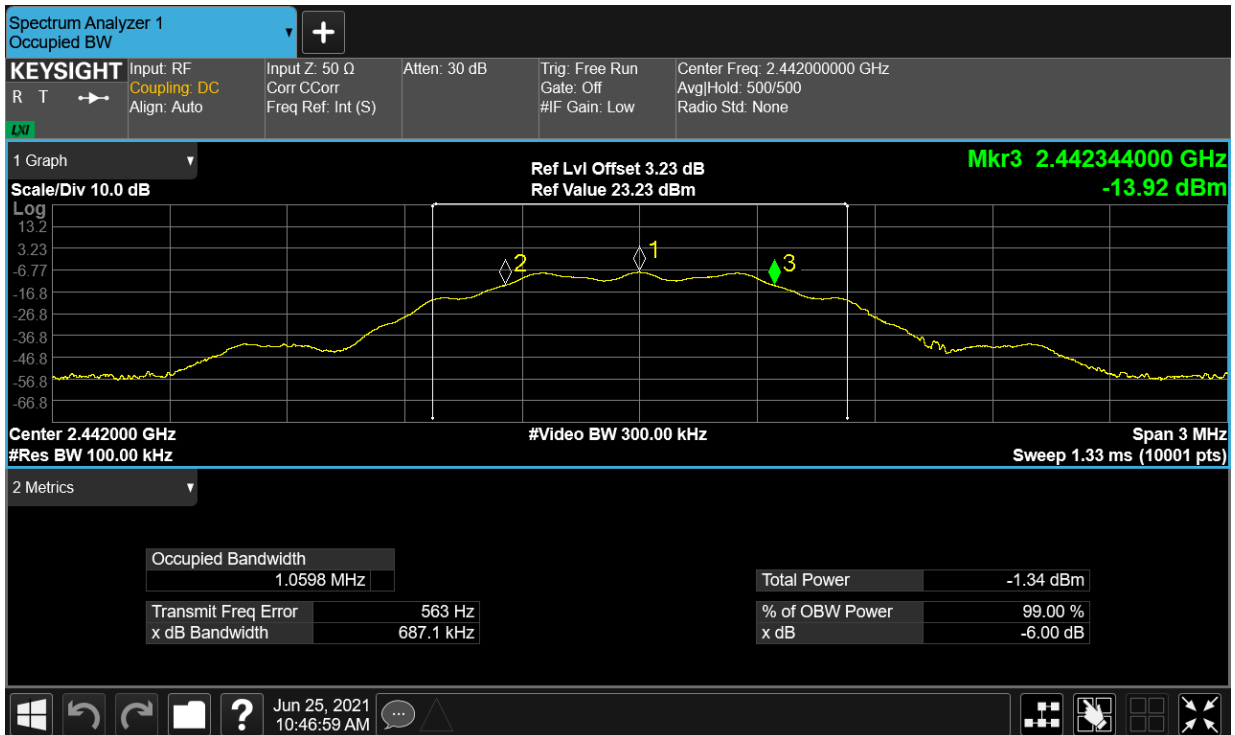 Spectrum Analyzer 1
Occupied BW
KEYSIGHT
R T
LXI
Input: RF
Coupling: DC
Align: Auto
Input Z: 50 Ω
Corr CCorr
Freq Ref: Int (S)
Atten: 30 dB
Trig: Free Run
Gate: Off
#IF Gain: Low
Center Freq: 2.442000000 GHz
Avg|Hold: 500/500
Radio Std: None
1 Graph
Scale/Div 10.0 dB
Ref Lvl Offset 3.23 dB
Ref Value 23.23 dBm
Mkr3 2.442344000 GHz
-13.92 dBm
Log
13.2
3.23
-6.77
-16.8
-26.8
-36.8
-46.8
-56.8
-66.8
2
1
3
Center 2.442000 GHz
#Res BW 100.00 kHz
#Video BW 300.00 kHz
Span 3 MHz
Sweep 1.33 ms (10001 pts)
2 Metrics
Occupied Bandwidth
1.0598 MHz
Transmit Freq Error 563 Hz
x dB Bandwidth 687.1 kHz
Total Power -1.34 dBm
% of OBW Power 99.00 %
x dB -6.00 dB
?
Jun 25, 2021
10:46:59 AM